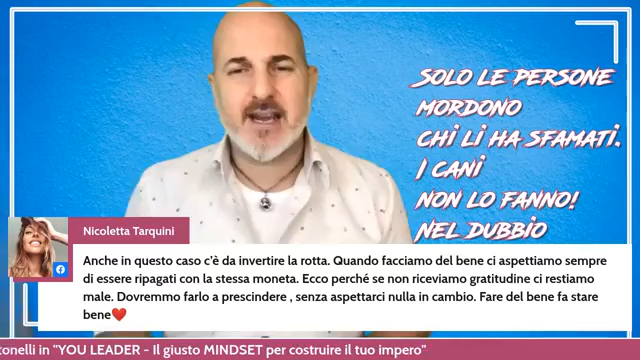 SOLO LE PERSONE
MORDONO
CHI LI HA SFAMATI.
I CANI
NON LO FANNO!
NEL DUBBIO
Nicoletta Tarquini
Anche in questo caso c'è da invertire la rotta. Quando facciamo del bene ci aspettiamo sempre
di essere ripagati con la stessa moneta. Ecco perché se non riceviamo gratitudine ci restiamo
male. Dovremmo farlo a prescindere , senza aspettarci nulla in cambio. Fare del bene fa stare
bene❤️
tonelli in "YOU LEADER - Il giusto MINDSET per costruire il tuo impero"